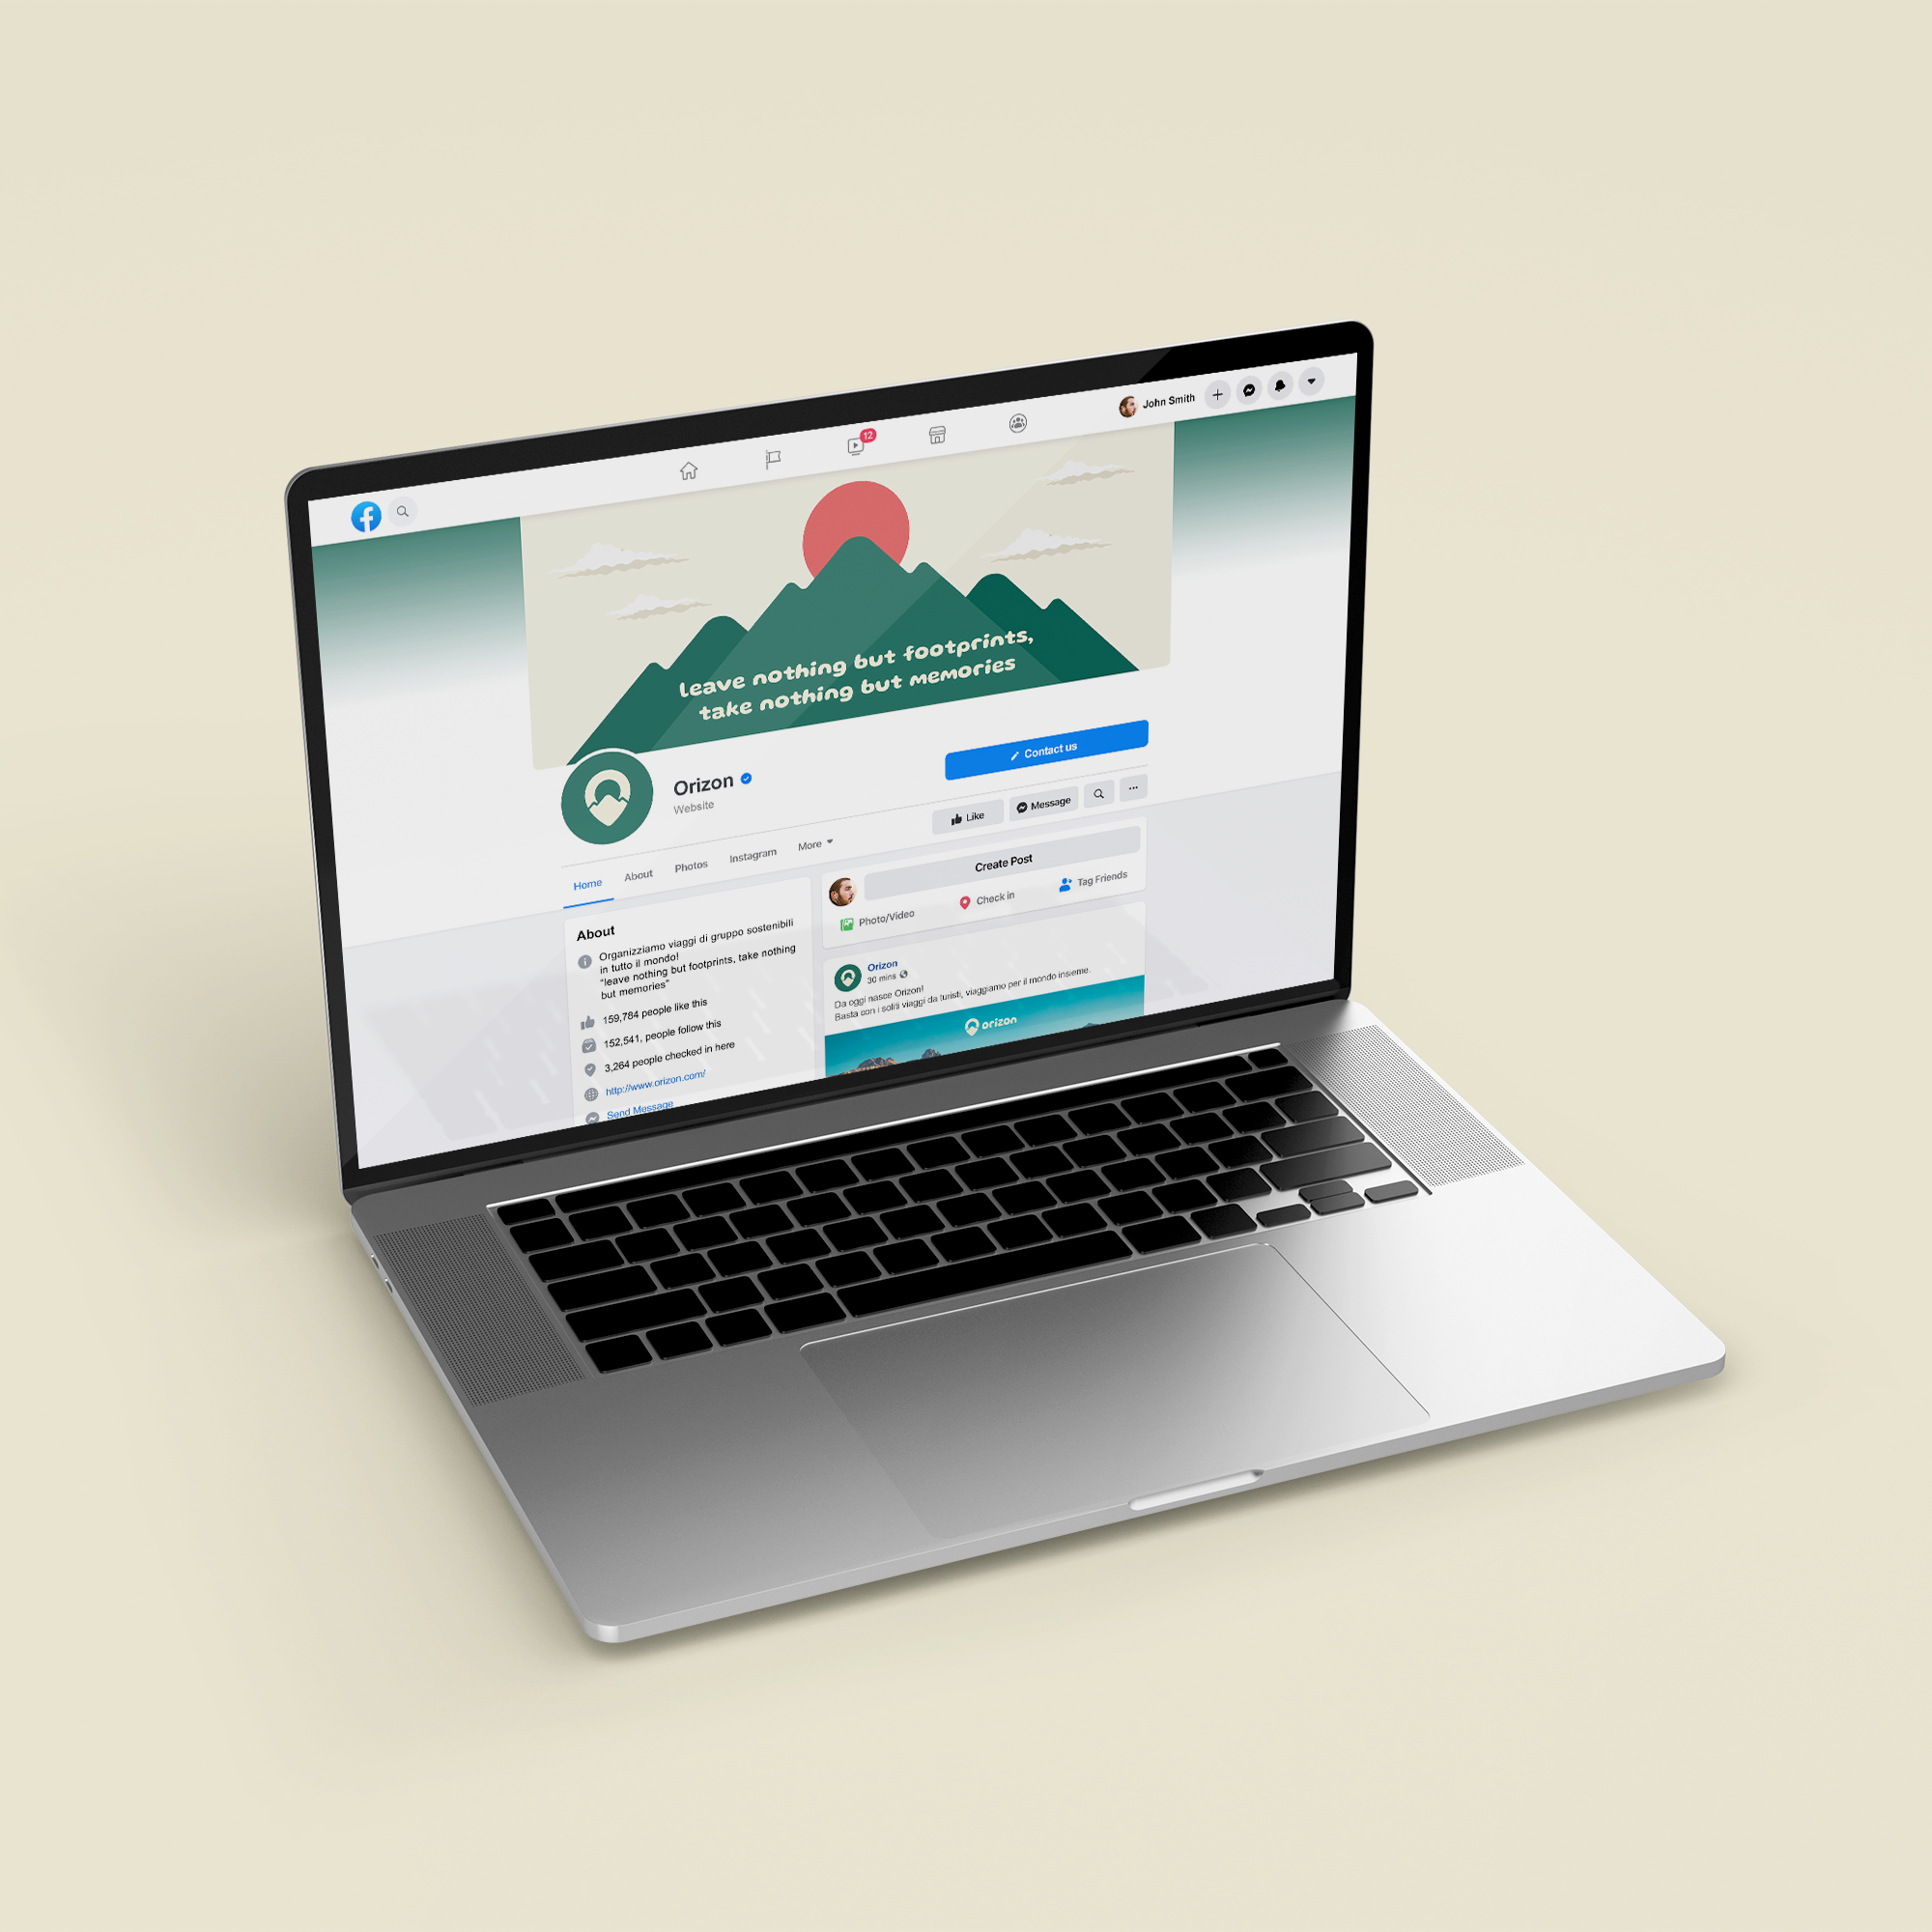 John Smith
12
leave nothing but footprints,
take nothing but memories
Orizon
Website
Contact us
Like
Message
Home
About
Photos
Instagram
More
About
Organizziamo viaggi di gruppo sostenibili
in tutto il mondo!
"leave nothing but footprints, take nothing
but memories"
159,784 people like this
152,541, people follow this
3,264 people checked in here
http://www.orizon.com/
Send Message
Create Post
Photo/Video
Check in
Tag Friends
Orizon
30 mins
Da oggi nasce Orizon!
Basta con i soliti viaggi da turisti, viaggiamo per il mondo insieme.
orizon